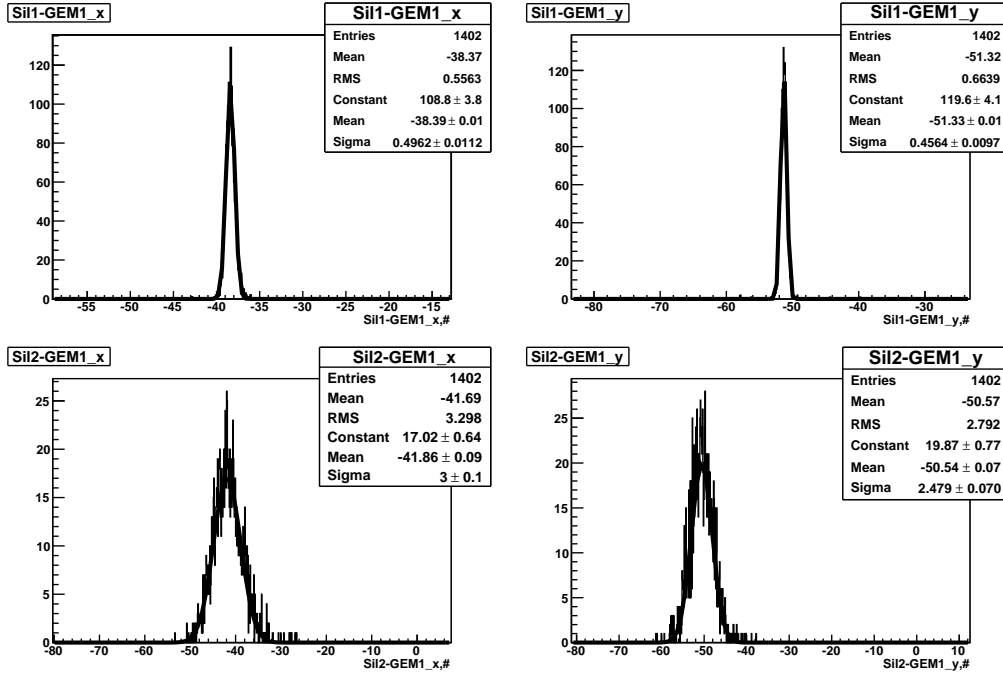 Sil1-GEM1_x
Sil1-GEM1_x
Entries 1402
Mean -38.37
RMS 0.5563
Constant 108.8 ± 3.8
Mean -38.39 ± 0.01
Sigma 0.4962 ± 0.0112
120
100
80
60
40
20
0
-55 -50 -45 -40 -35 -30 -25 -20 -15
Sil1-GEM1_x,#
Sil1-GEM1_y
Sil1-GEM1_y
Entries 1402
Mean -51.32
RMS 0.6639
Constant 119.6 ± 4.1
Mean -51.33 ± 0.01
Sigma 0.4564 ± 0.0097
120
100
80
60
40
20
0
-80 -70 -60 -50 -40 -30
Sil1-GEM1_y,#
Sil2-GEM1_x
Sil2-GEM1_x
Entries 1402
Mean -41.69
RMS 3.298
Constant 17.02 ± 0.64
Mean -41.86 ± 0.09
Sigma 3 ± 0.1
25
20
15
10
5
0
-80 -70 -60 -50 -40 -30 -20 -10 0
Sil2-GEM1_x,#
Sil2-GEM1_y
Sil2-GEM1_y
Entries 1402
Mean -50.57
RMS 2.792
Constant 19.87 ± 0.77
Mean -50.54 ± 0.07
Sigma 2.479 ± 0.070
25
20
15
10
5
0
-80 -70 -60 -50 -40 -30 -20 -10 0 10
Sil2-GEM1_y,#